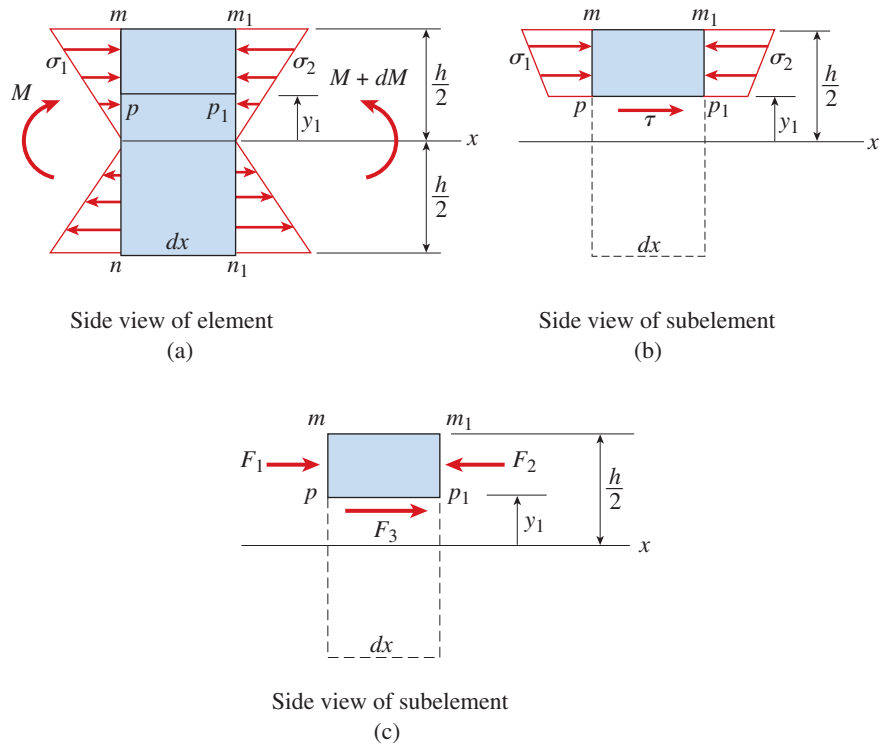 m m₁
σ₁ σ₂
M M + dM
h/2
p p₁
y₁
x
h/2
dx
n n₁
Side view of element
(a)
m m₁
σ₁ σ₂
h/2
p p₁
τ y₁
x
dx
Side view of subelement
(b)
m m₁
F₁ F₂
h/2
p p₁
F₃ y₁
x
dx
Side view of subelement
(c)